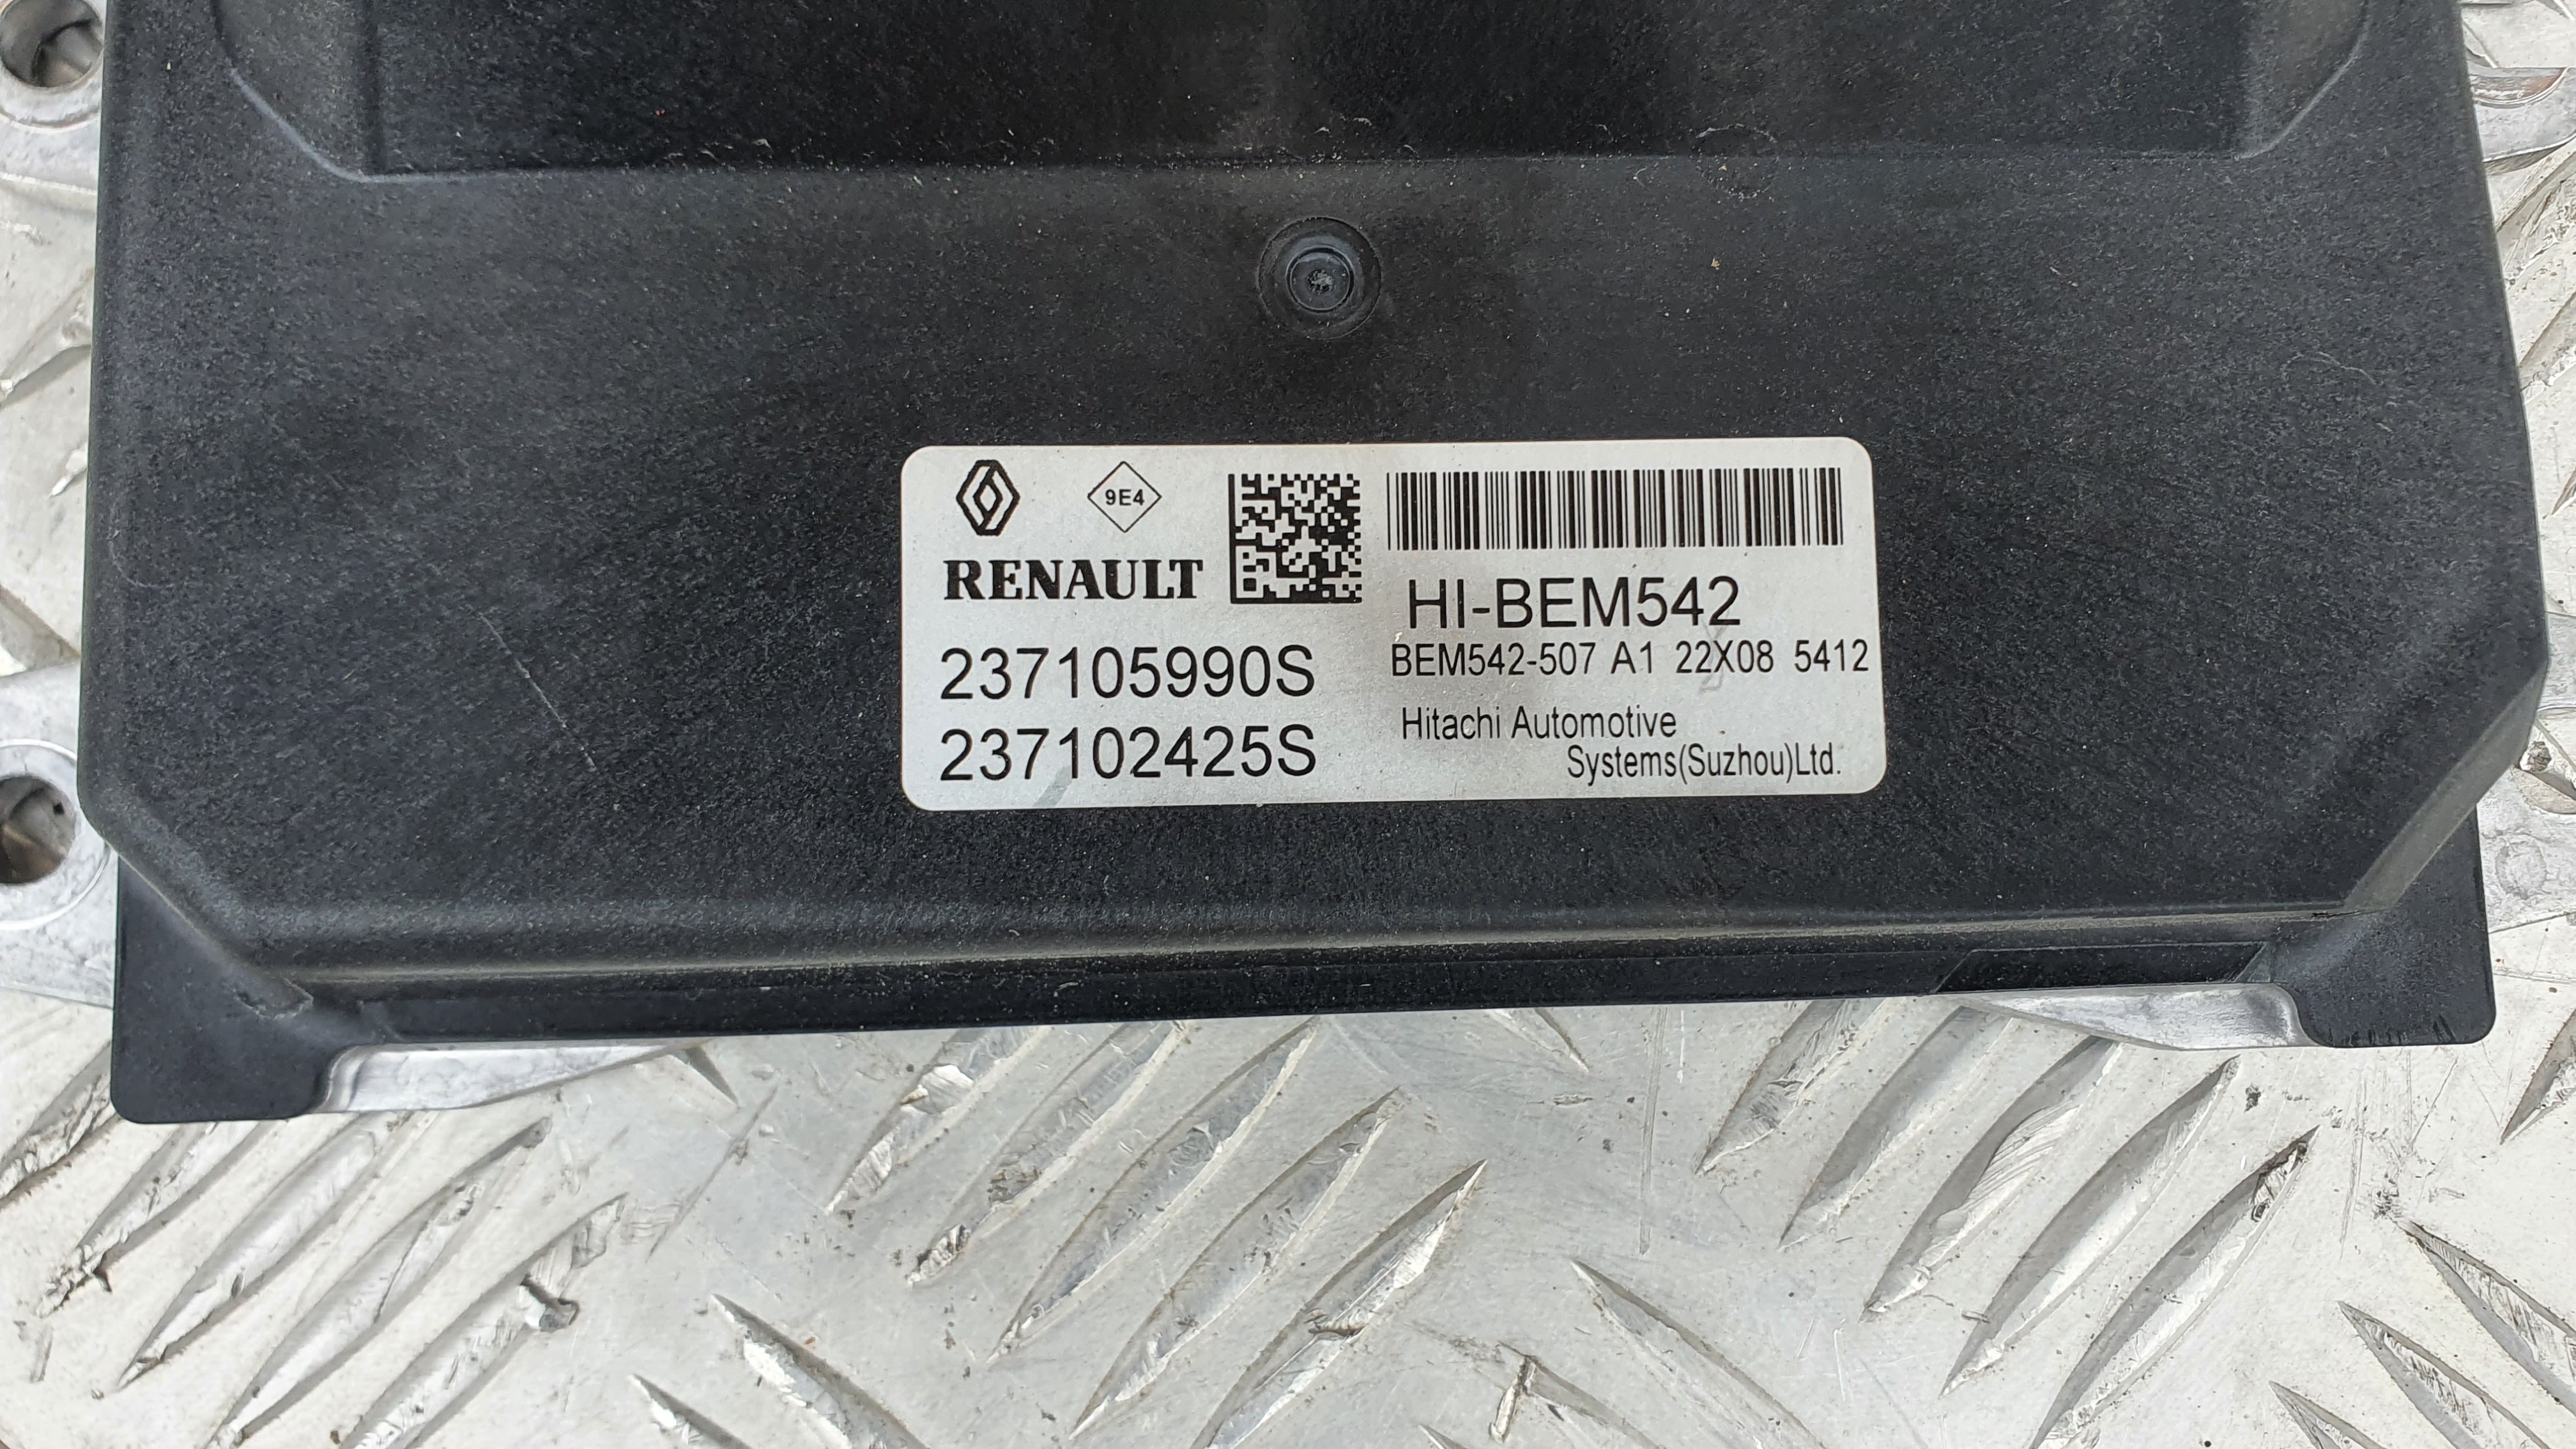 9E4
RENAULT
237105990S
237102425S
HI-BEM542
BEM542-507 A1 22X08 5412
Hitachi Automotive
Systems(Suzhou)Ltd.